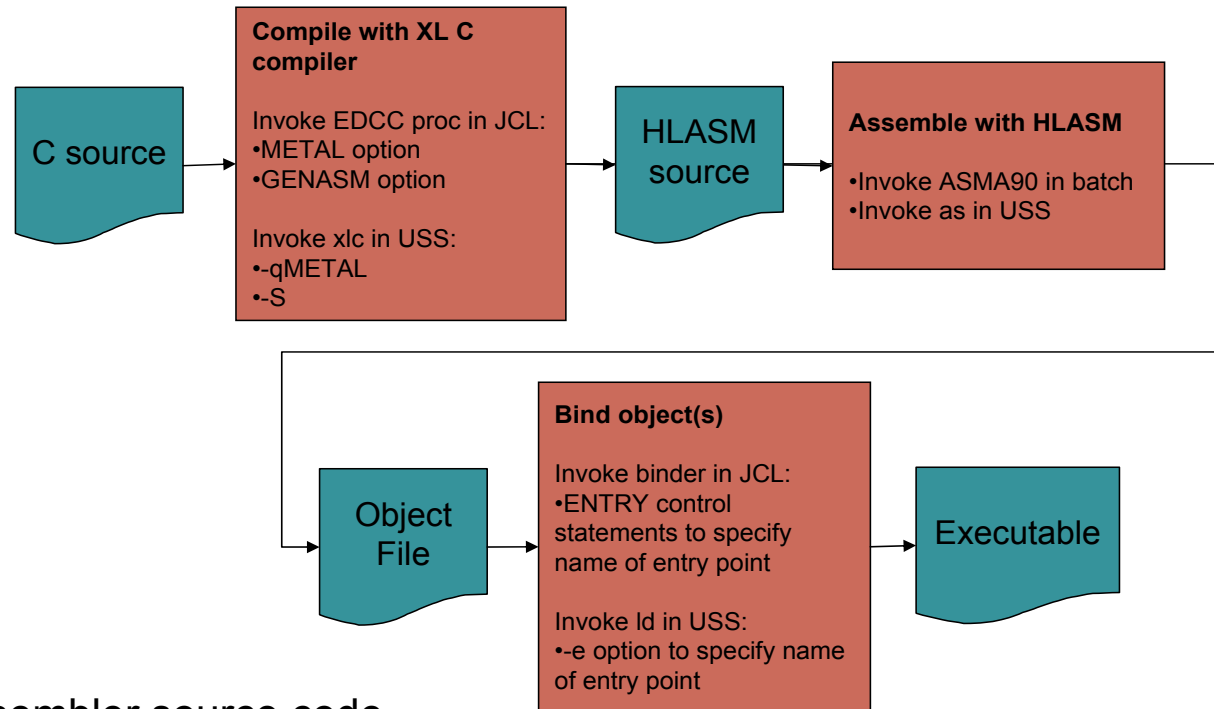 C source
Compile with XL C
compiler
Invoke EDCC proc in JCL:
•METAL option
•GENASM option
Invoke xlc in USS:
•-qMETAL
•-S
HLASM
source
Assemble with HLASM
•Invoke ASMA90 in batch
•Invoke as in USS
Object
File
Bind object(s)
Invoke binder in JCL:
•ENTRY control
statements to specify
name of entry point
Invoke ld in USS:
•-e option to specify name
of entry point
Executable
source code